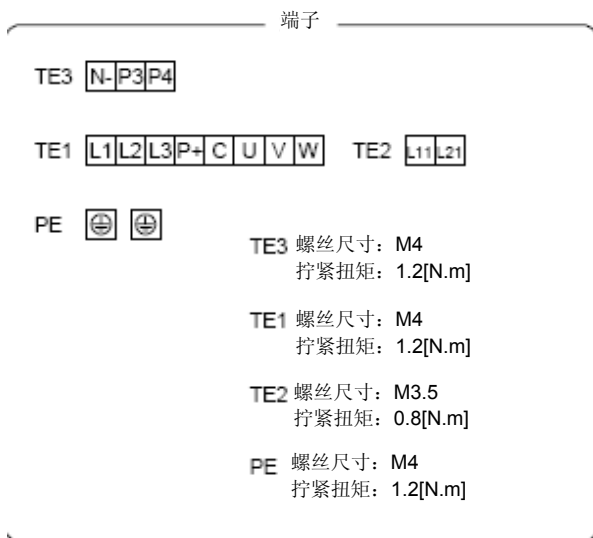 端子
TE3 N- P3 P4
TE1 L1 L2 L3 P+ C U V W TE2 L11 L21
PE
TE3 螺丝尺寸：M4
拧紧扭矩：1.2[N.m]
TE1 螺丝尺寸：M4
拧紧扭矩：1.2[N.m]
TE2 螺丝尺寸：M3.5
拧紧扭矩：0.8[N.m]
PE 螺丝尺寸：M4
拧紧扭矩：1.2[N.m]